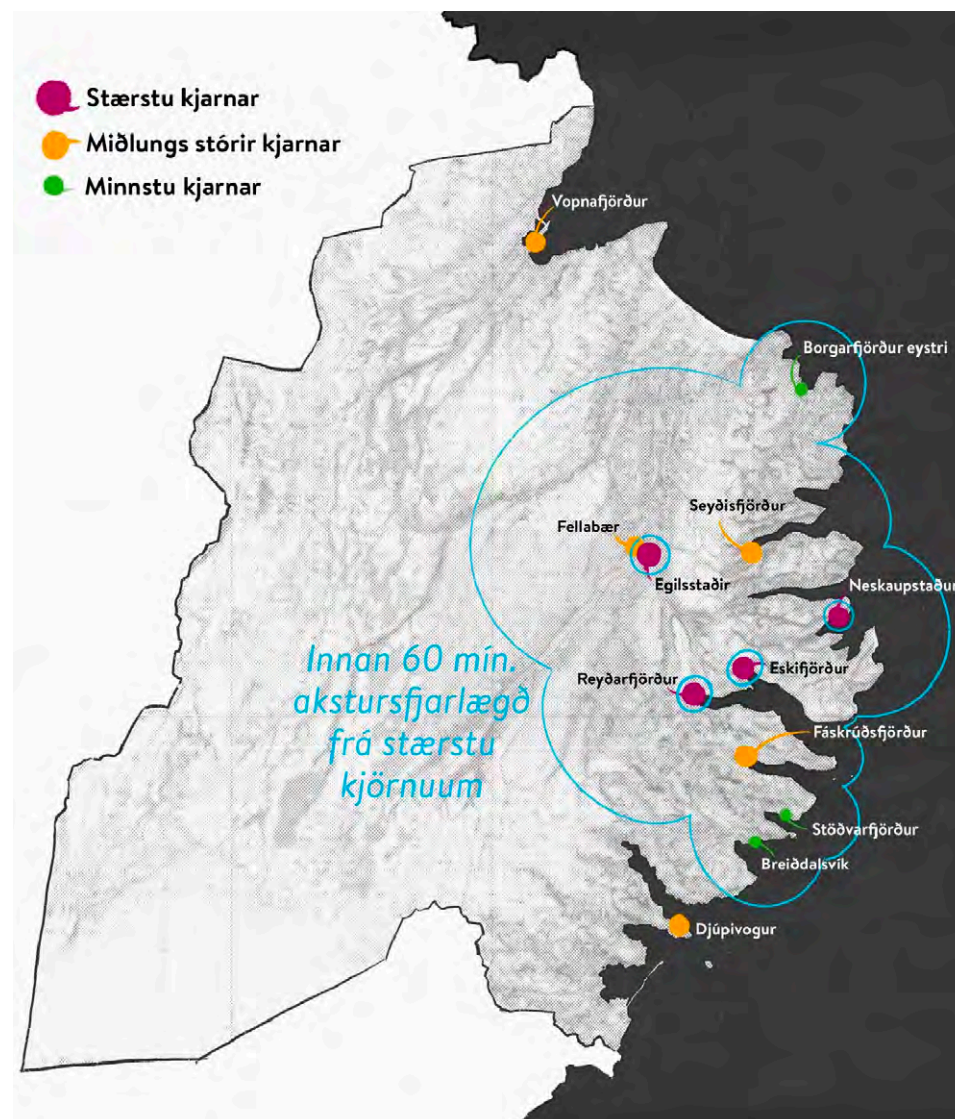 Stærstu kjarnar
Miðlungs stórir kjarnar
Minnstu kjarnar
Vopnafjörður
Borgarfjörður eystri
Seyðisfjörður
Fellabær
Egilsstaðir
Neskaupstaður
Innan 60 mín.
akstursfjarlægð
frá stærstu
kjörnuum
Eskifjörður
Reyðarfjörður
Fáskrúðsfjörður
Stöðvarfjörður
Breiðdalsvík
Djúpivogur